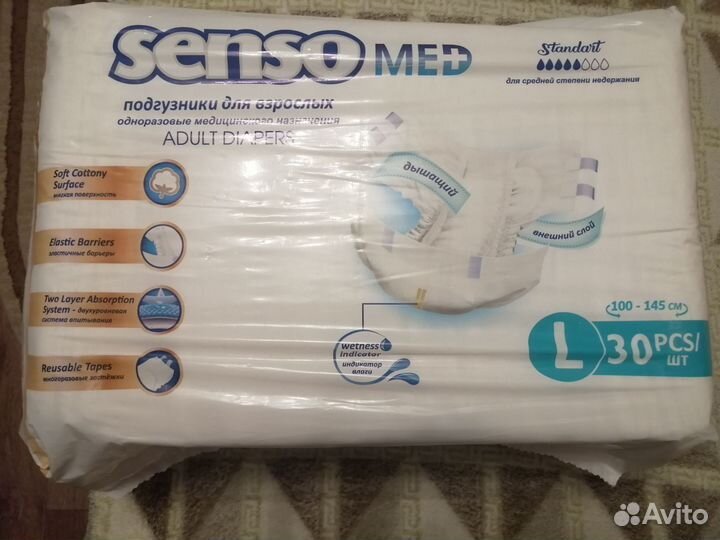 senso MED
Standart
для средней степени недержания
подгузники для взрослых
одноразовые медицинского назначения
ADULT DIAPERS
Soft Cottony
Surface
мягкая поверхность
Elastic Barriers
эластичные барьеры
Two Layer Absorption
System - двухуровневая
система впитывания
Reusable Tapes
многоразовые застёжки
дышащий
внешний слой
wetness
indicator
индикатор
влаги
100 - 145 см
L 30 PCS/
шт
Avito